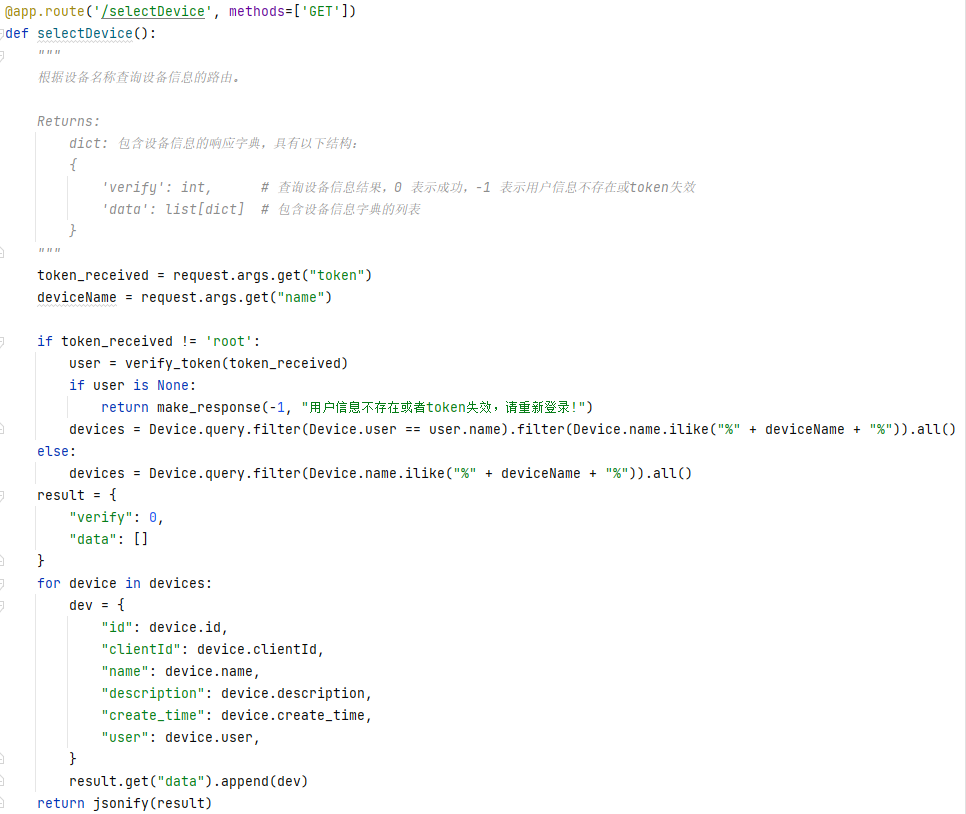 @app.route('/selectDevice', methods=['GET'])
def selectDevice():
    """
    根据设备名称查询设备信息的路由。

    Returns:
        dict: 包含设备信息的响应字典，具有以下结构：
        {
            'verify': int,      # 查询设备信息结果，0 表示成功，-1 表示用户信息不存在或token失效
            'data': list[dict]  # 包含设备信息字典的列表
        }
    """
    token_received = request.args.get("token")
    deviceName = request.args.get("name")

    if token_received != 'root':
        user = verify_token(token_received)
        if user is None:
            return make_response(-1, "用户信息不存在或者token失效，请重新登录!")
        devices = Device.query.filter(Device.user == user.name).filter(Device.name.ilike("%" + deviceName + "%")).all()
    else:
        devices = Device.query.filter(Device.name.ilike("%" + deviceName + "%")).all()
    result = {
        "verify": 0,
        "data": []
    }
    for device in devices:
        dev = {
            "id": device.id,
            "clientId": device.clientId,
            "name": device.name,
            "description": device.description,
            "create_time": device.create_time,
            "user": device.user,
        }
        result.get("data").append(dev)
    return jsonify(result)